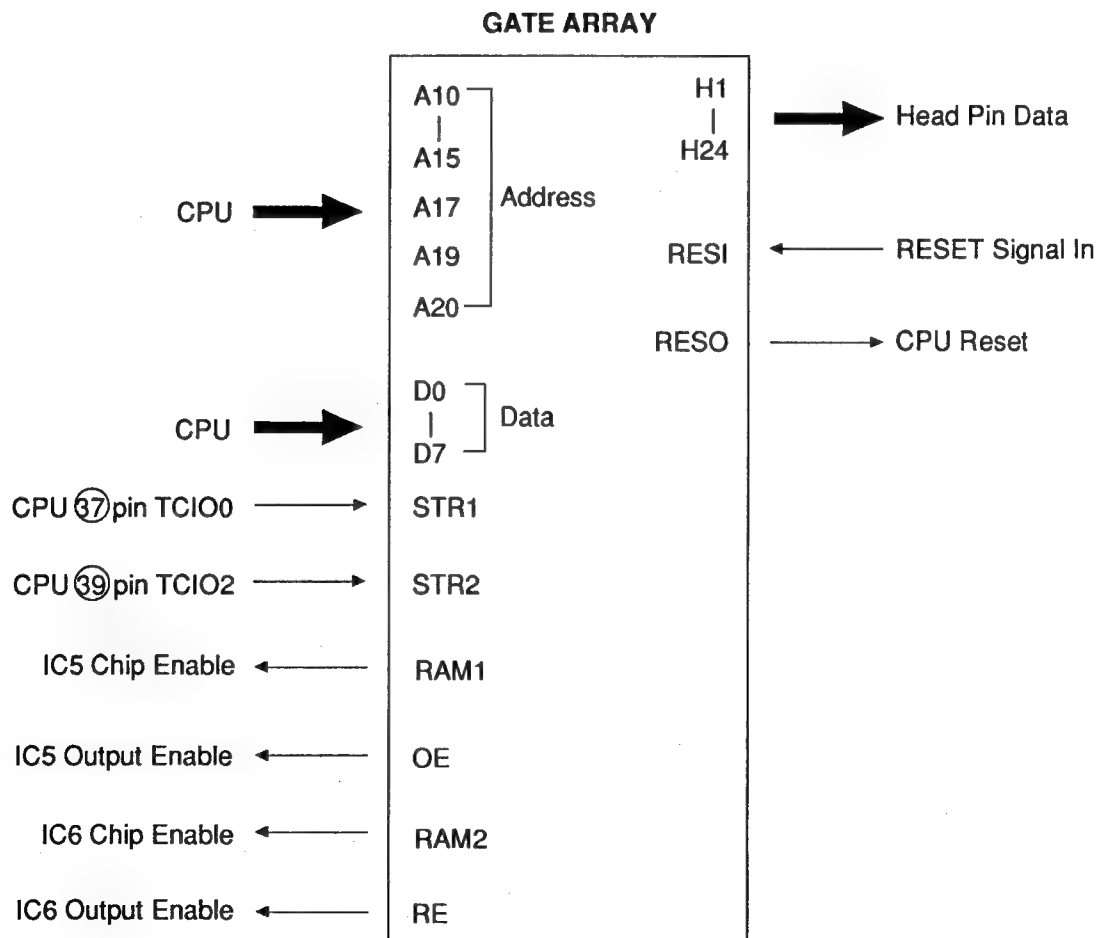 GATE ARRAY
A10
A15
A17
A19
A20
Address
CPU
H1
H24
Head Pin Data
RESI
RESET Signal In
RESO
CPU Reset
D0
D7
Data
CPU
CPU 37 pin TCIO0
STR1
CPU 39 pin TCIO2
STR2
IC5 Chip Enable
RAM1
IC5 Output Enable
OE
IC6 Chip Enable
RAM2
IC6 Output Enable
RE